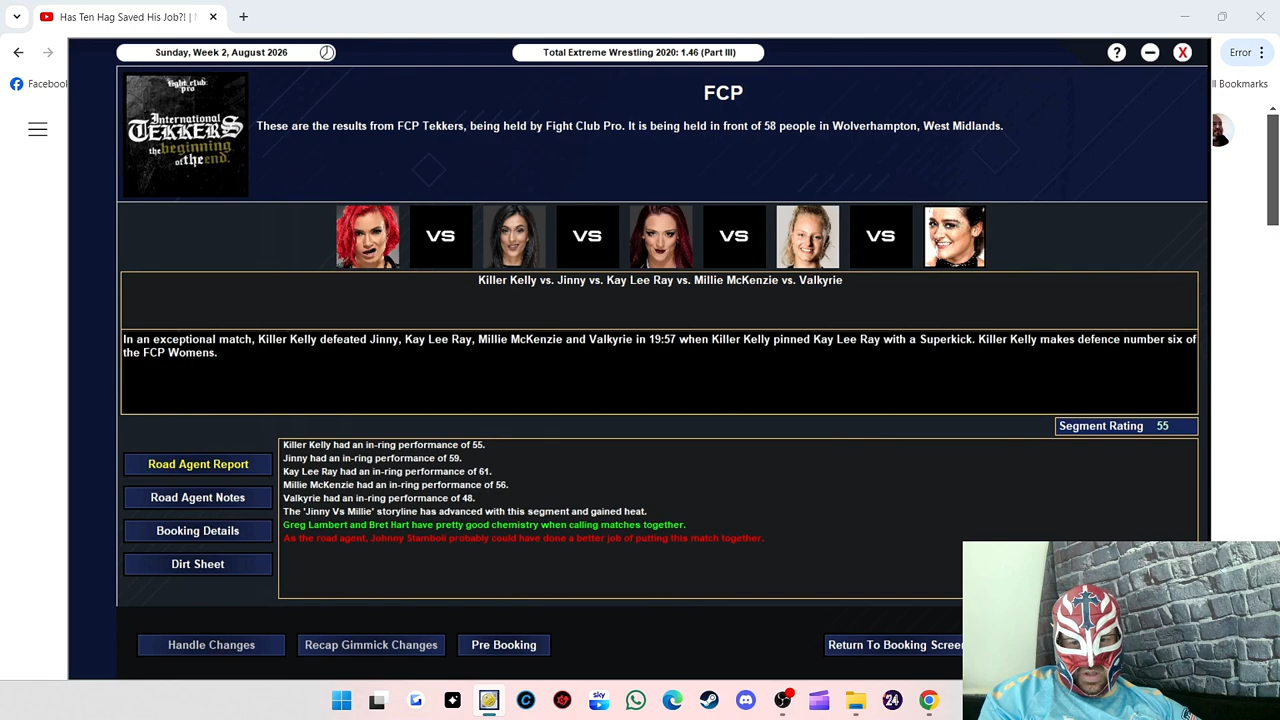 Has Ten Hag Saved His Job?! |
Error
Facebook
ll Bookmarks
Sunday, Week 2, August 2026
Total Extreme Wrestling 2020: 1.46 (Part III)
?
X
fight club:
pro
International
TEKKERS
the beginning
of the end.
FCP
These are the results from FCP Tekkers, being held by Fight Club Pro. It is being held in front of 58 people in Wolverhampton, West Midlands.
VS
VS
VS
VS
Killer Kelly vs. Jinny vs. Kay Lee Ray vs. Millie McKenzie vs. Valkyrie
In an exceptional match, Killer Kelly defeated Jinny, Kay Lee Ray, Millie McKenzie and Valkyrie in 19:57 when Killer Kelly pinned Kay Lee Ray with a Superkick. Killer Kelly makes defence number six of
the FCP Womens.
Segment Rating 55
Road Agent Report
Road Agent Notes
Booking Details
Dirt Sheet
Killer Kelly had an in-ring performance of 55.
Jinny had an in-ring performance of 59.
Kay Lee Ray had an in-ring performance of 61.
Millie McKenzie had an in-ring performance of 56.
Valkyrie had an in-ring performance of 48.
The 'Jinny Vs Millie' storyline has advanced with this segment and gained heat.
Greg Lambert and Bret Hart have pretty good chemistry when calling matches together.
As the road agent, Johnny Stamboli probably could have done a better job of putting this match together.
Handle Changes
Recap Gimmick Changes
Pre Booking
Return To Booking Screen
sky
24